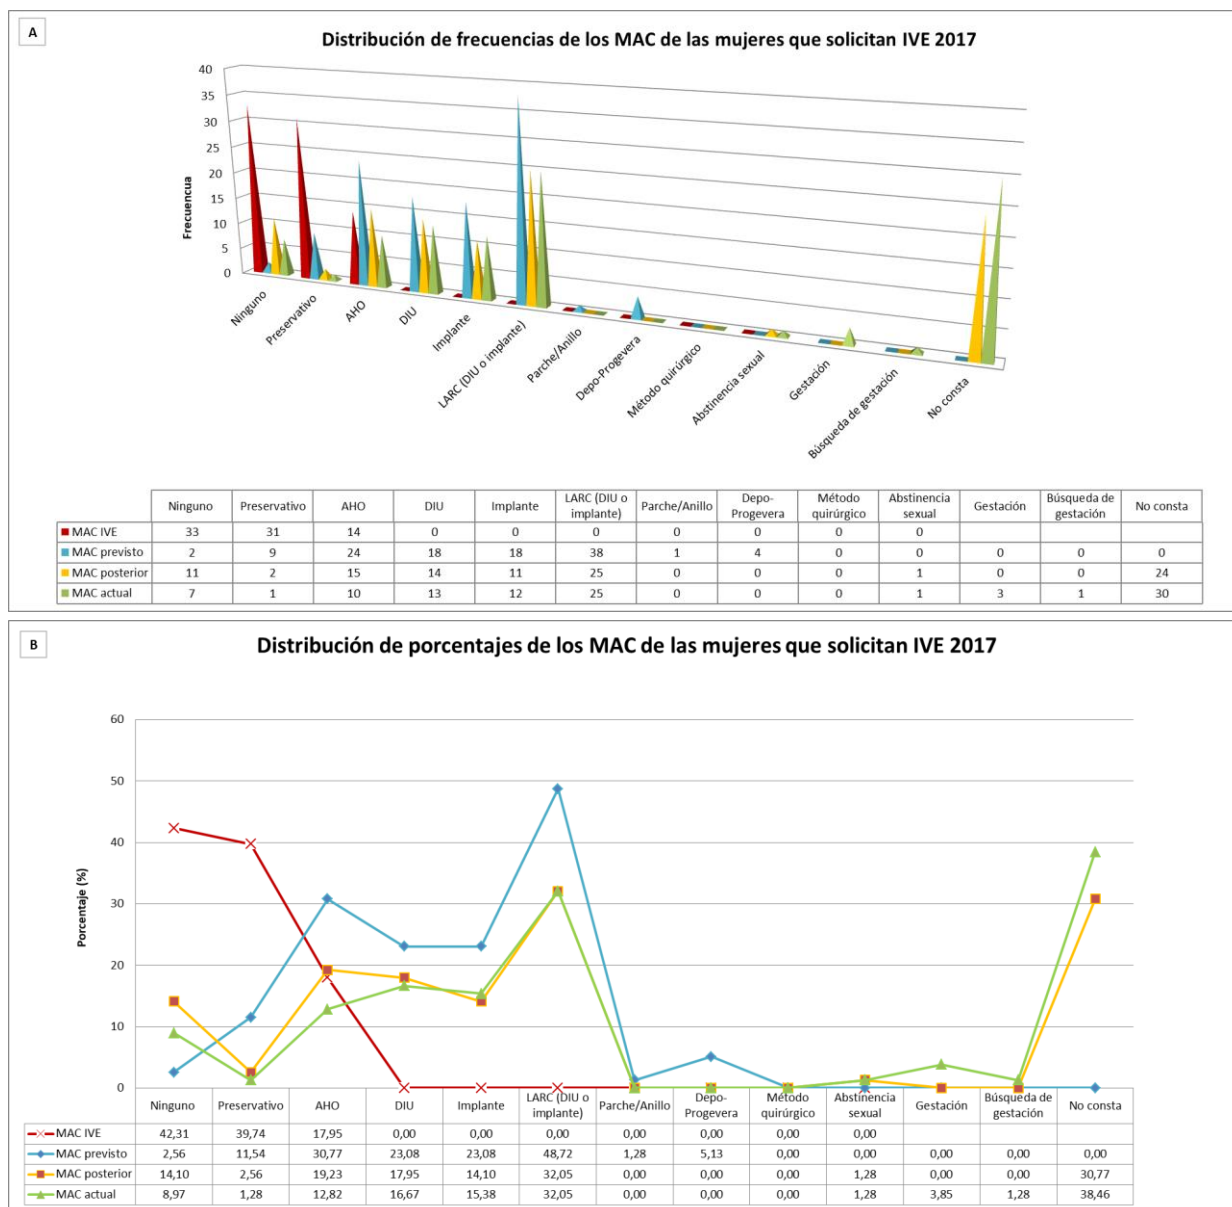 A
Distribución de frecuencias de los MAC de las mujeres que solicitan IVE 2017
40
35
30
25
20
15
10
5
0
Frecuencua
Ninguno
Preservativo
AHO
DIU
Implante
LARC (DIU o implante)
Parche/Anillo
Depo-Progevera
Método quirúrgico
Abstinencia sexual
Gestación
Búsqueda de gestación
No consta
Ninguno Preservativo AHO DIU Implante LARC (DIU o implante) Parche/Anillo Depo-Progevera Método quirúrgico Abstinencia sexual Gestación Búsqueda de gestación No consta
MAC IVE 33 31 14 0 0 0 0 0 0 0
MAC previsto 2 9 24 18 18 38 1 4 0 0 0 0 0
MAC posterior 11 2 15 14 11 25 0 0 0 1 0 0 24
MAC actual 7 1 10 13 12 25 0 0 0 1 3 1 30
B
Distribución de porcentajes de los MAC de las mujeres que solicitan IVE 2017
60
50
40
30
20
10
0
Porcentaje (%)
Ninguno Preservativo AHO DIU Implante LARC (DIU o implante) Parche/Anillo Depo-Progevera Método quirúrgico Abstinencia sexual Gestación Búsqueda de gestación No consta
MAC IVE 42,31 39,74 17,95 0,00 0,00 0,00 0,00 0,00 0,00 0,00
MAC previsto 2,56 11,54 30,77 23,08 23,08 48,72 1,28 5,13 0,00 0,00 0,00 0,00 0,00
MAC posterior 14,10 2,56 19,23 17,95 14,10 32,05 0,00 0,00 0,00 1,28 0,00 0,00 30,77
MAC actual 8,97 1,28 12,82 16,67 15,38 32,05 0,00 0,00 0,00 1,28 3,85 1,28 38,46